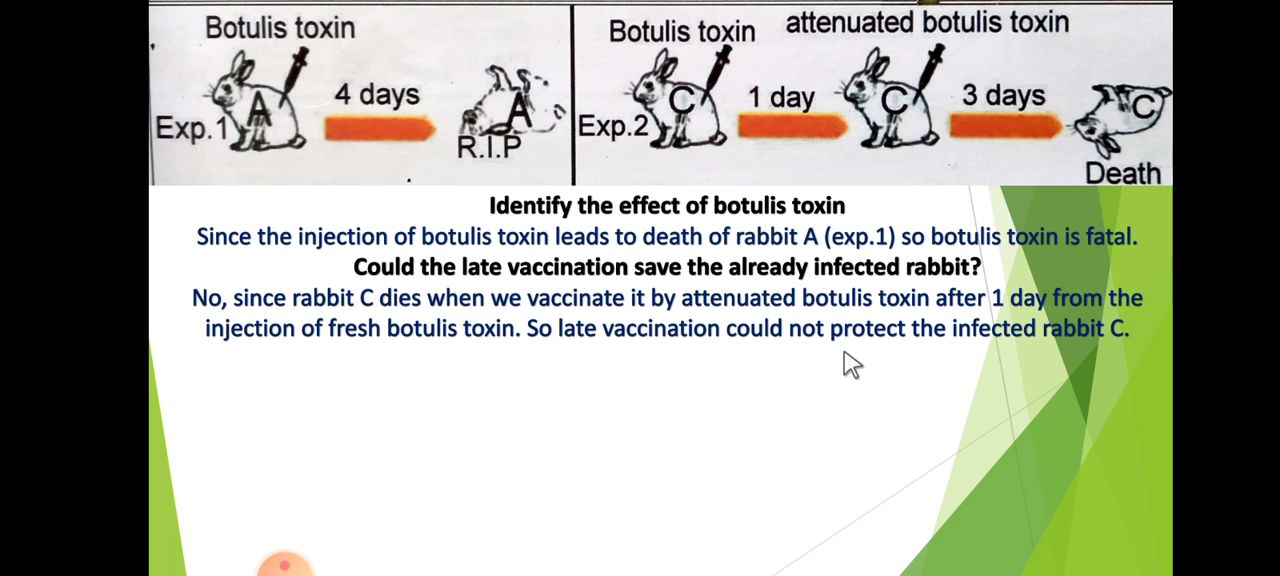 Botulis toxin
A
4 days
A
Exp.1
R.I.P
Botulis toxin
attenuated botulis toxin
C
1 day
C
3 days
C
Exp.2
Death
Identify the effect of botulis toxin
Since the injection of botulis toxin leads to death of rabbit A (exp.1) so botulis toxin is fatal.
Could the late vaccination save the already infected rabbit?
No, since rabbit C dies when we vaccinate it by attenuated botulis toxin after 1 day from the
injection of fresh botulis toxin. So late vaccination could not protect the infected rabbit C.